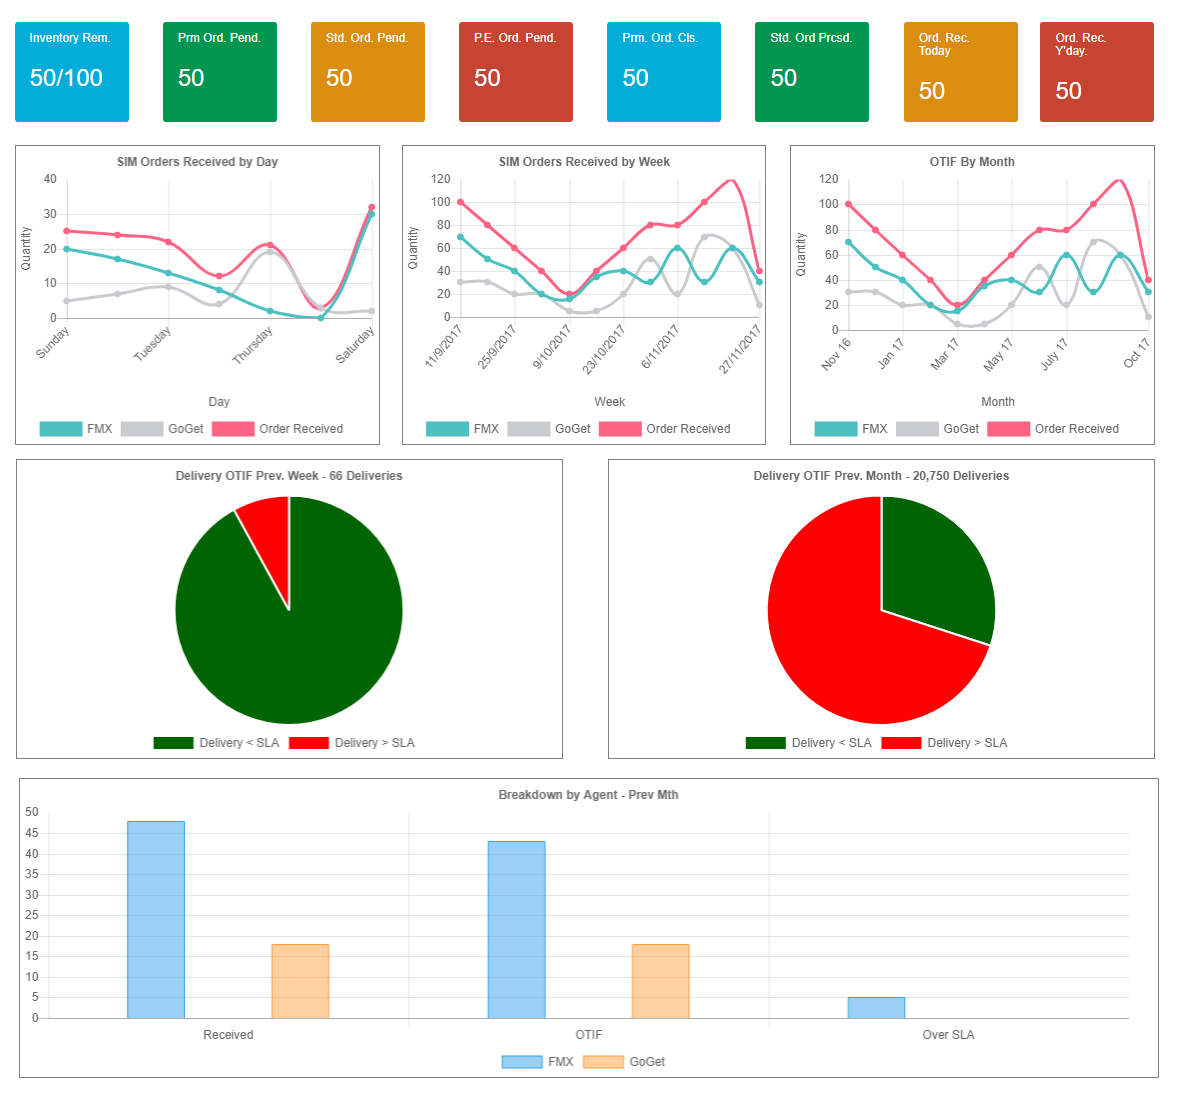 Inventory Rem.
50/100
Prm Ord. Pend.
50
Std. Ord. Pend.
50
P.E. Ord. Pend.
50
Prm. Ord. Cls.
50
Std. Ord Prcsd.
50
Ord. Rec.
Today
50
Ord. Rec.
Y'day.
50
SIM Orders Received by Day
Quantity
40
30
20
10
0
Sunday
Tuesday
Thursday
Saturday
Day
FMX GoGet Order Received
SIM Orders Received by Week
Quantity
120
100
80
60
40
20
0
11/9/2017
25/9/2017
9/10/2017
23/10/2017
6/11/2017
27/11/2017
Week
FMX GoGet Order Received
OTIF By Month
Quantity
120
100
80
60
40
20
0
Nov 16
Jan 17
Mar 17
May 17
July 17
Oct 17
Month
FMX GoGet Order Received
Delivery OTIF Prev. Week - 66 Deliveries
Delivery < SLA Delivery > SLA
Delivery OTIF Prev. Month - 20,750 Deliveries
Delivery < SLA Delivery > SLA
Breakdown by Agent - Prev Mth
50
45
40
35
30
25
20
15
10
5
0
Received OTIF Over SLA
FMX GoGet